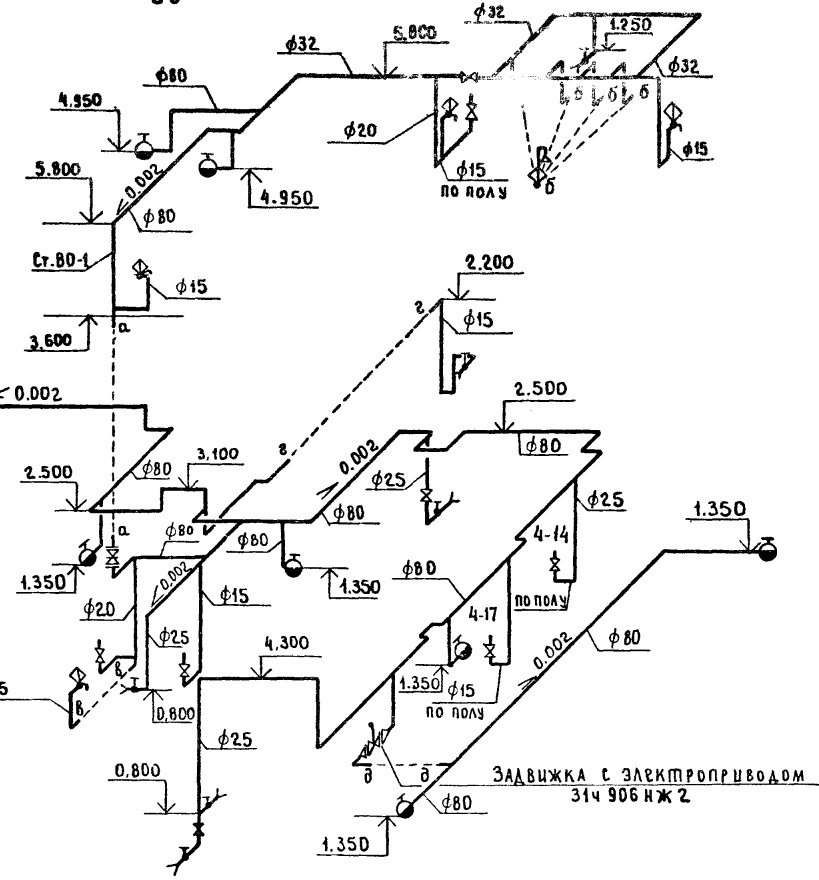 ф32
1.250
5.800
ф32
ф80
ф32
4.950
б б б
ф20
ф15
ф15
по полу
б
5.800
0.002
4.950
ф80
Ст.В0-1
ф15
2.200
г
ф15
а
3.600
0.002
2.500
г
0.002
ф80
3,100
ф80
2.500
ф25
ф25
ф80
1.350
а
4-14
ф80
ф80
0.002
1.350
1.350
ф80
ф15
по полу
ф20
4-17
ф25
ф80
0.002
4.300
в
1.350
ф15
0,800
по полу
в
ф25
0.800
д д
Задвижка с электроприводом
31ч 906 нж 2
ф80
1.350